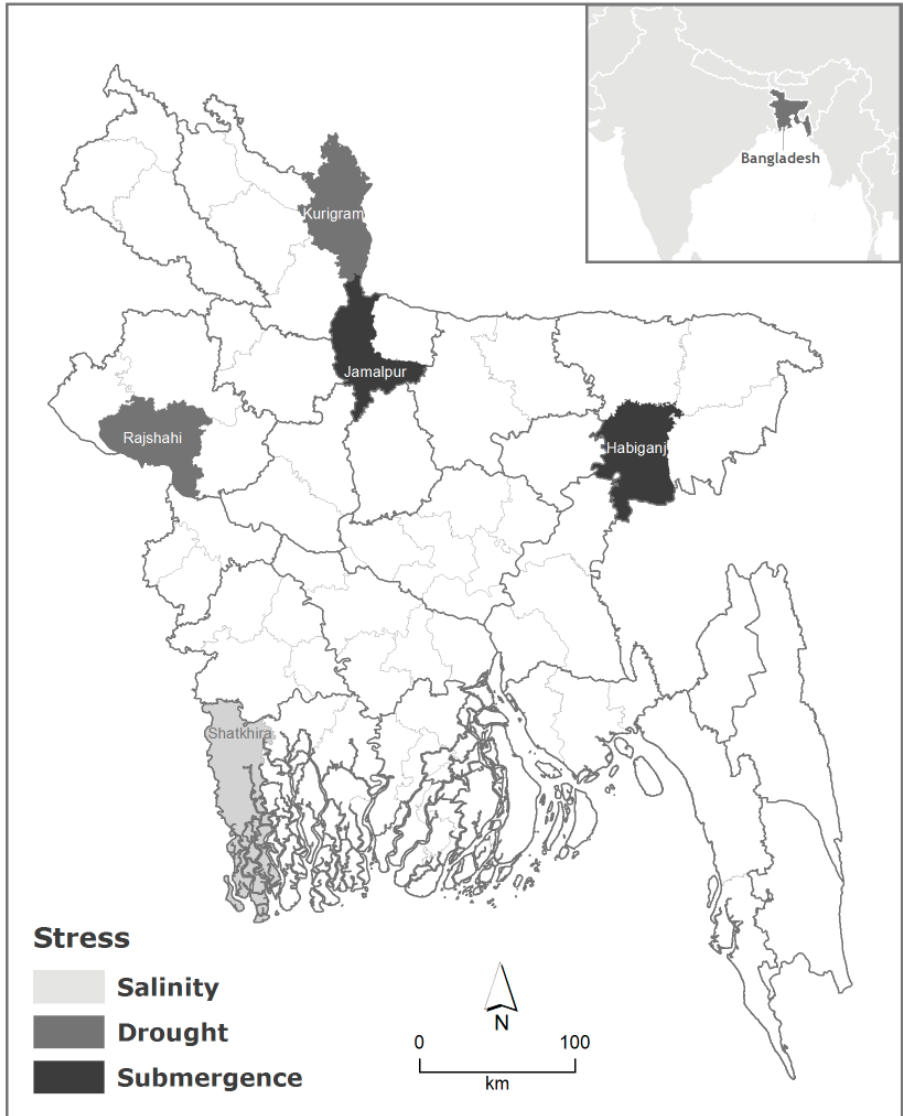 Bangladesh
Kurigram
Jamalpur
Rajshahi
Habiganj
Shatkhira
Stress
Salinity
Drought
Submergence
N
0 100
km